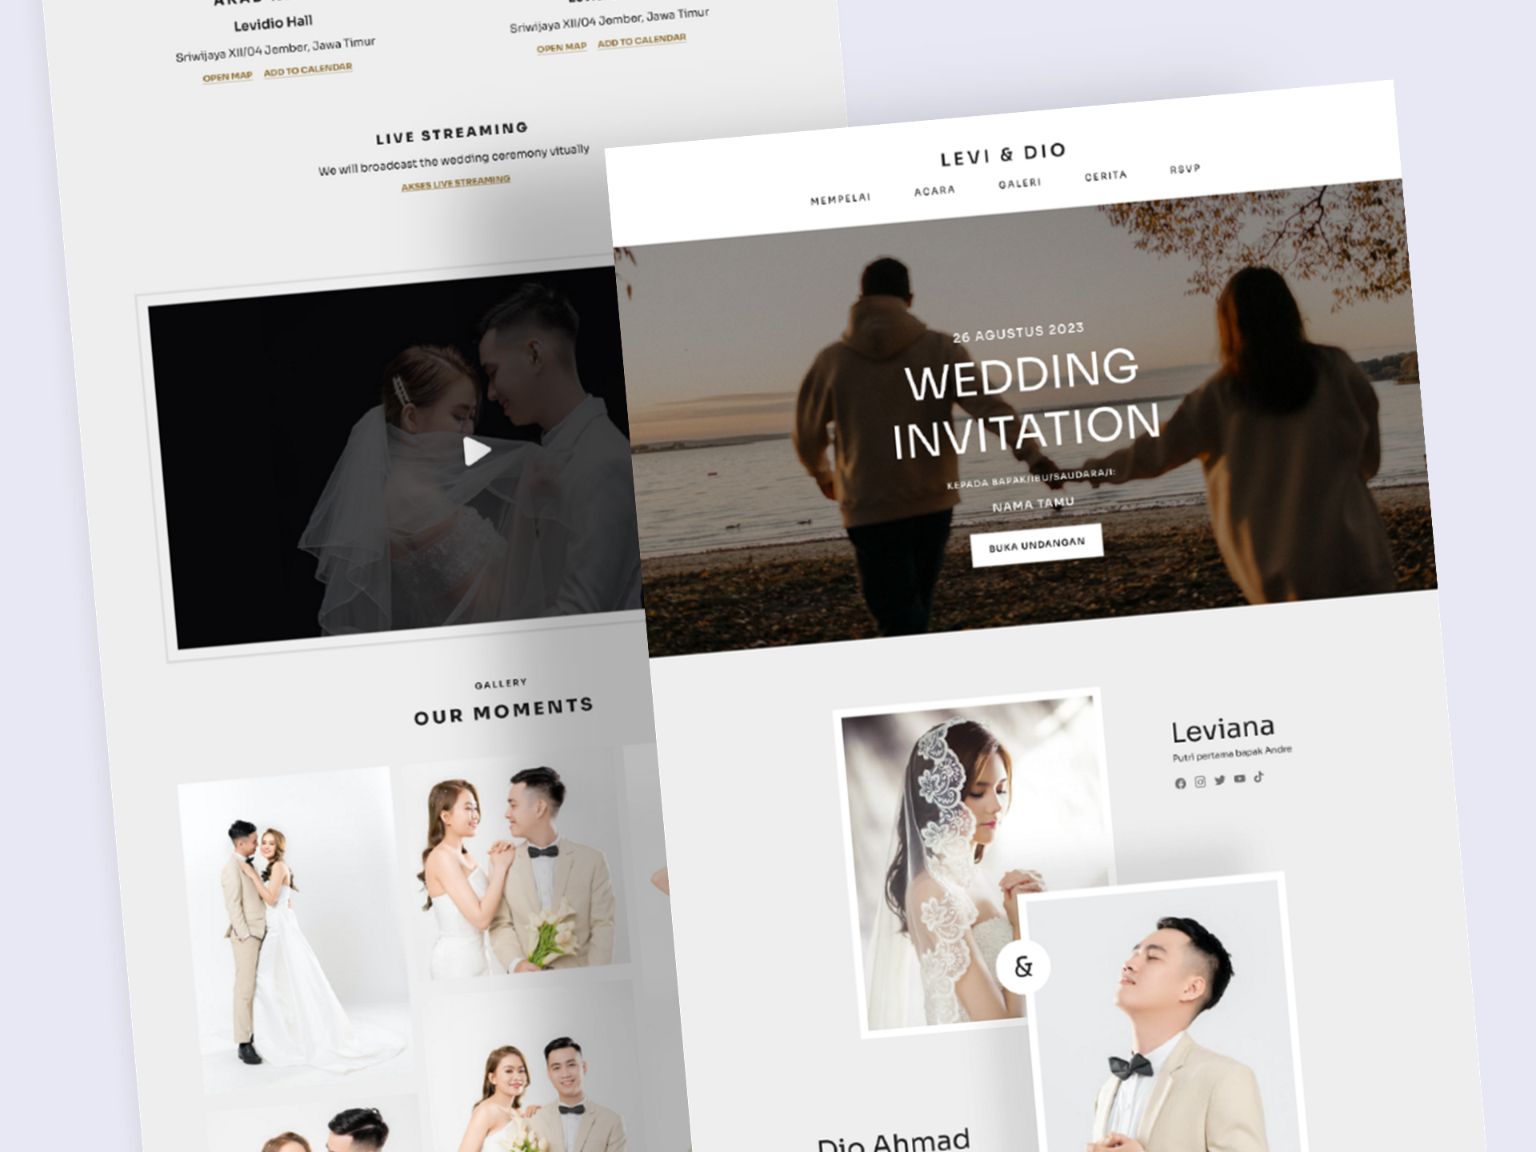 Levidio Hall
Sriwijaya XII/04 Jember, Jawa Timur
OPEN MAP ADD TO CALENDAR
Sriwijaya XII/04 Jember, Jawa Timur
OPEN MAP ADD TO CALENDAR
LIVE STREAMING
We will broadcast the wedding ceremony vitually
AKSES LIVE STREAMING
GALLERY
OUR MOMENTS
LEVI & DIO
MEMPELAI ACARA GALERI CERITA RSVP
26 AGUSTUS 2023
WEDDING
INVITATION
KEPADA BAPAK/IBU/SAUDARA/I:
NAMA TAMU
BUKA UNDANGAN
Leviana
Putri pertama bapak Andre
&
Dio Ahmad